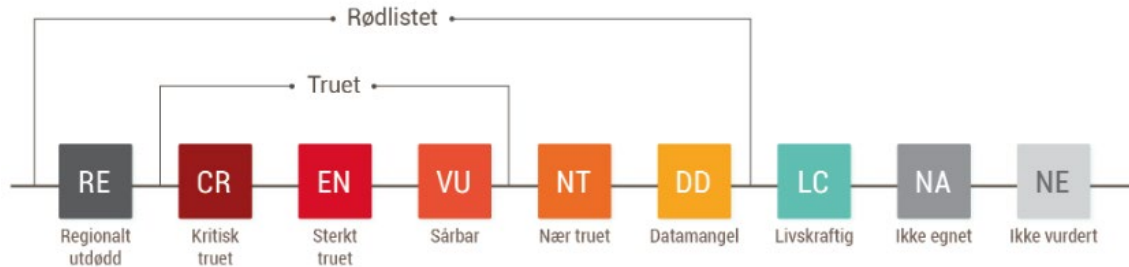 Rødlistet
Truet
RE CR EN VU NT DD LC NA NE
Regionalt Kritisk Sterkt Sårbar Nær truet Datamangel Livskraftig Ikke egnet Ikke vurdert
utdødd truet truet